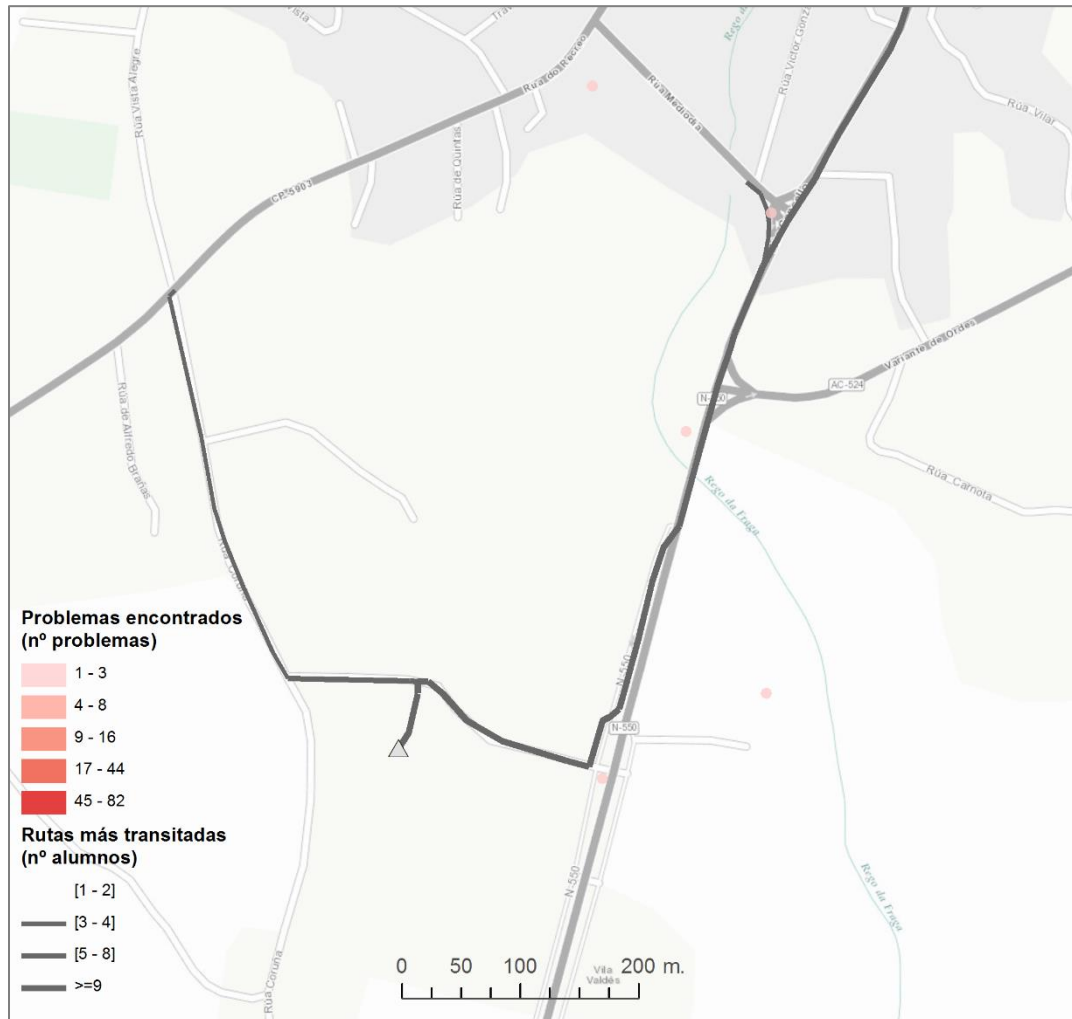 Rúa Vista Alegre
Rúa do Recreo
Rúa de Quintas
CP-5903
Rúa Mediodía
Rúa Vilar
Variante de Ordes
AC-524
N-550
Rúa de Alfredo Brañas
Rúa Carnota
Rego da Fraga
Rúa Coruña
N-550
N-550
N-550
Rego da Fraga
Rúa Coruña
Vila
Valdés
Problemas encontrados
(nº problemas)
1 - 3
4 - 8
9 - 16
17 - 44
45 - 82
Rutas más transitadas
(nº alumnos)
[1 - 2]
[3 - 4]
[5 - 8]
>=9
0 50 100 200 m.